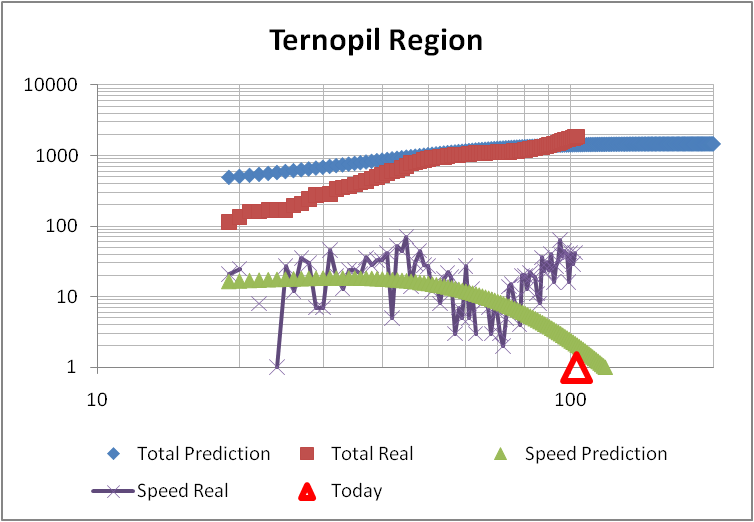 Ternopil Region
10000
1000
100
10
1
10 100
Total Prediction Total Real Speed Prediction
Speed Real Today